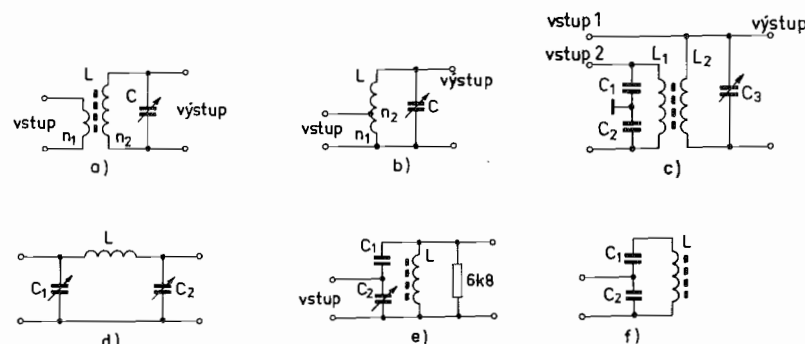 L
C
vstup
n1
n2
výstup
a)
L
výstup
n2
C
vstup
n1
b)
vstup 1
výstup
vstup 2
L1
L2
C1
C3
C2
c)
L
C1
C2
d)
C1
L
C2
6k8
vstup
e)
C1
L
C2
f)